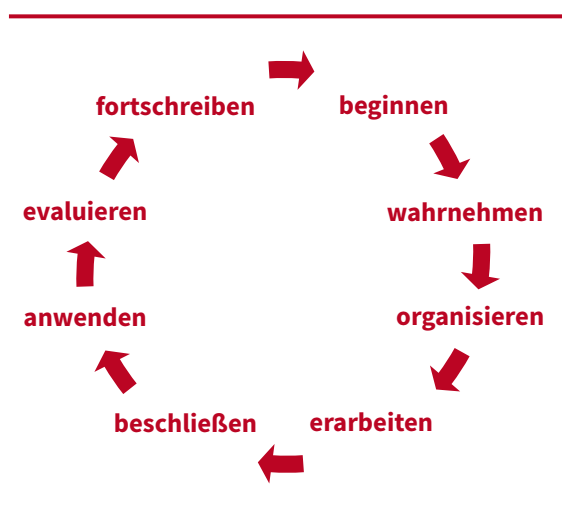 fortschreiben
beginnen
evaluieren
wahrnehmen
anwenden
organisieren
beschließen
erarbeiten